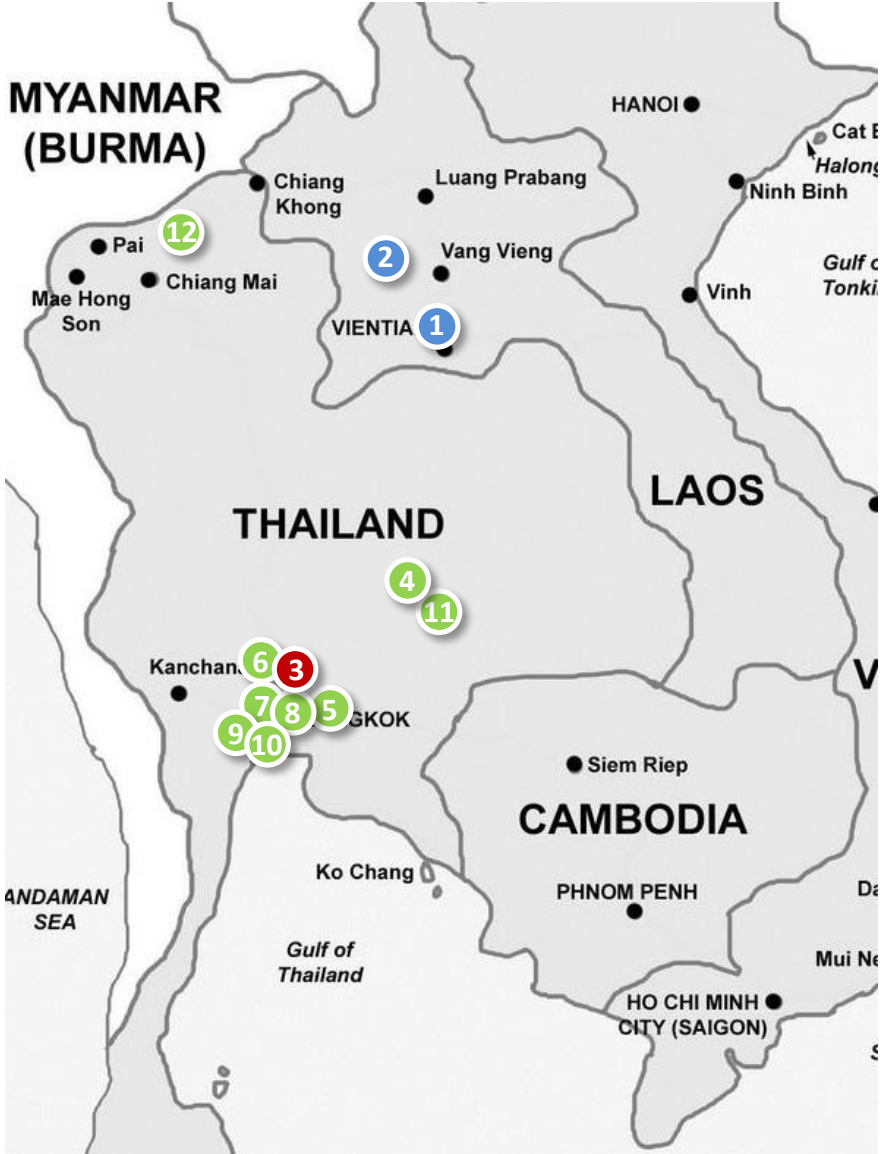 MYANMAR
(BURMA)
HANOI
Cat
Halong
Chiang
Khong
Luang Prabang
Ninh Binh
12
Pai
2
Vang Vieng
Gulf
Chiang Mai
Mae Hong
Son
Vinh
VIENTIA
1
THAILAND
LAOS
4
11
Kanchan
6
3
V
7
8
5
GKOK
9
10
Siem Riep
CAMBODIA
Ko Chang
ANDAMAN
SEA
PHNOM PENH
Gulf of
Thailand
Mui Ne
HO CHI MINH
CITY (SAIGON)